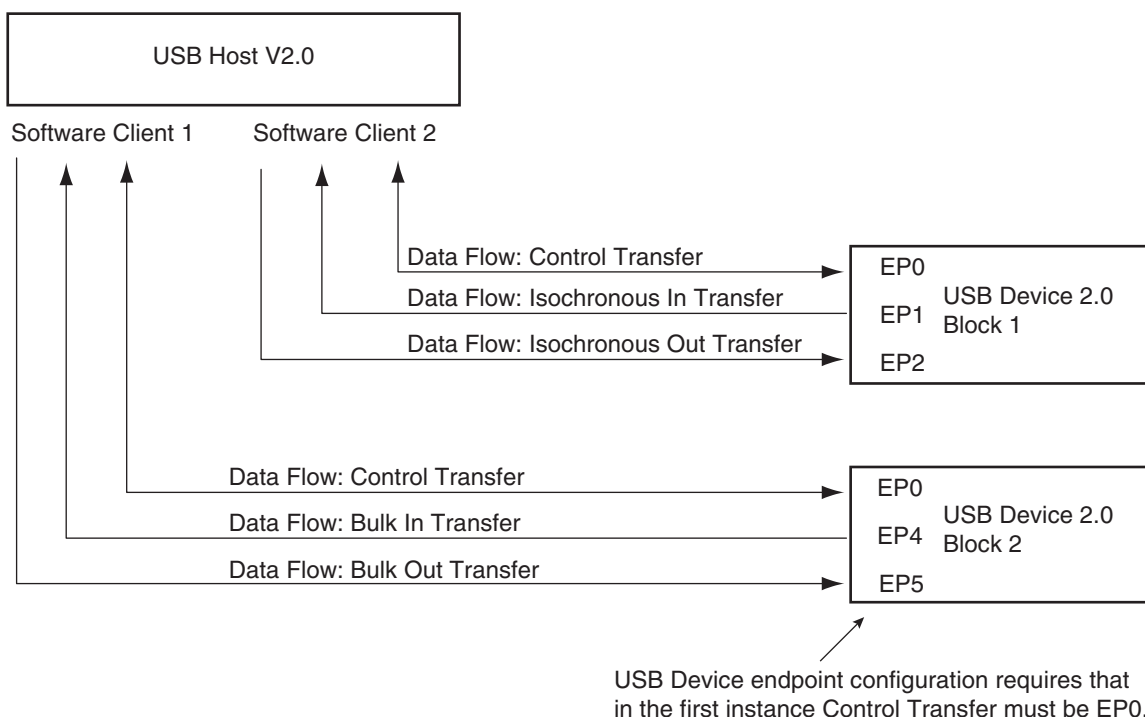 USB Host V2.0
Software Client 1
Software Client 2
Data Flow: Control Transfer
Data Flow: Isochronous In Transfer
Data Flow: Isochronous Out Transfer
EP0
EP1
EP2
USB Device 2.0
Block 1
Data Flow: Control Transfer
Data Flow: Bulk In Transfer
Data Flow: Bulk Out Transfer
EP0
EP4
EP5
USB Device 2.0
Block 2
USB Device endpoint configuration requires that
in the first instance Control Transfer must be EP0.